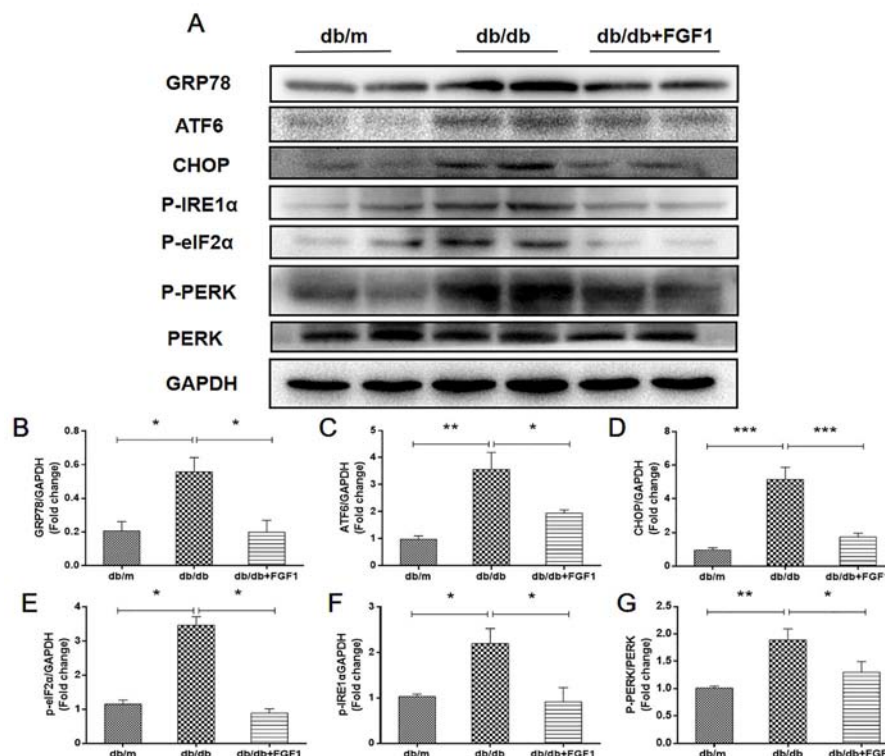 A
db/m db/db db/db+FGF1
GRP78
ATF6
CHOP
P-IRE1α
P-eIF2α
P-PERK
PERK
GAPDH
B
* *
GRP78/GAPDH
(Fold change)
0.8
0.6
0.4
0.2
0.0
db/m db/db db/db+FGF1
C
** *
ATF6/GAPDH
(Fold change)
5
4
3
2
1
0
db/m db/db db/db+FGF1
D
*** ***
CHOP/GAPDH
(Fold change)
8
6
4
2
0
db/m db/db db/db+FGF1
E
* *
p-eIF2α/GAPDH
(Fold change)
4
3
2
1
0
db/m db/db db/db+FGF1
F
* *
p-IRE1αGAPDH
(Fold change)
3
2
1
0
db/m db/db db/db+FGF1
G
** *
P-PERK/PERK
(Fold change)
2.5
2.0
1.5
1.0
0.5
0.0
db/m db/db db/db+FGF1